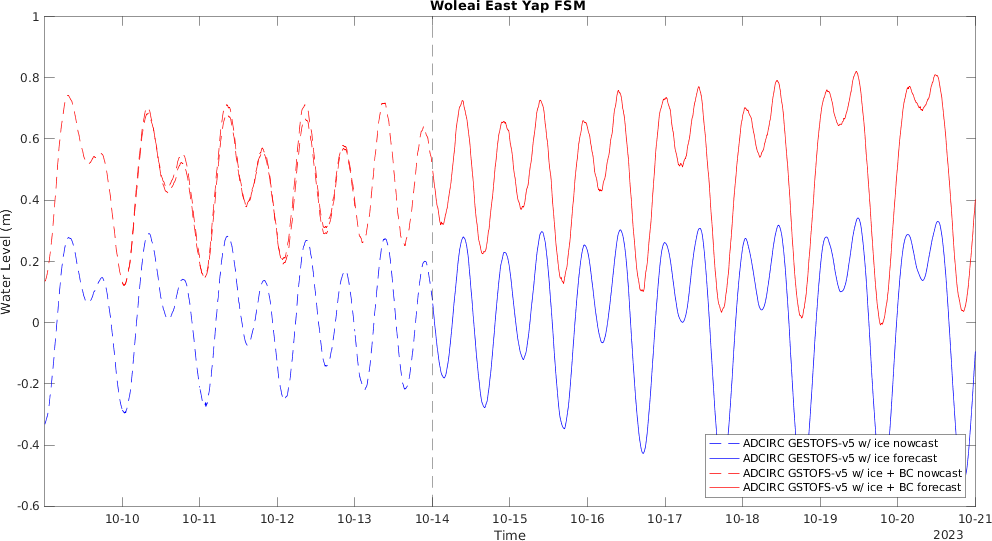 Woleai East Yap FSM
Water Level (m)
1
0.8
0.6
0.4
0.2
0
-0.2
-0.4
-0.6
ADCIRC GESTOFS-v5 w/ ice nowcast
ADCIRC GESTOFS-v5 w/ ice forecast
ADCIRC GSTOFS-v5 w/ ice + BC nowcast
ADCIRC GSTOFS-v5 w/ ice + BC forecast
10-10 10-11 10-12 10-13 10-14 10-15 10-16 10-17 10-18 10-19 10-20 10-21
Time
2023